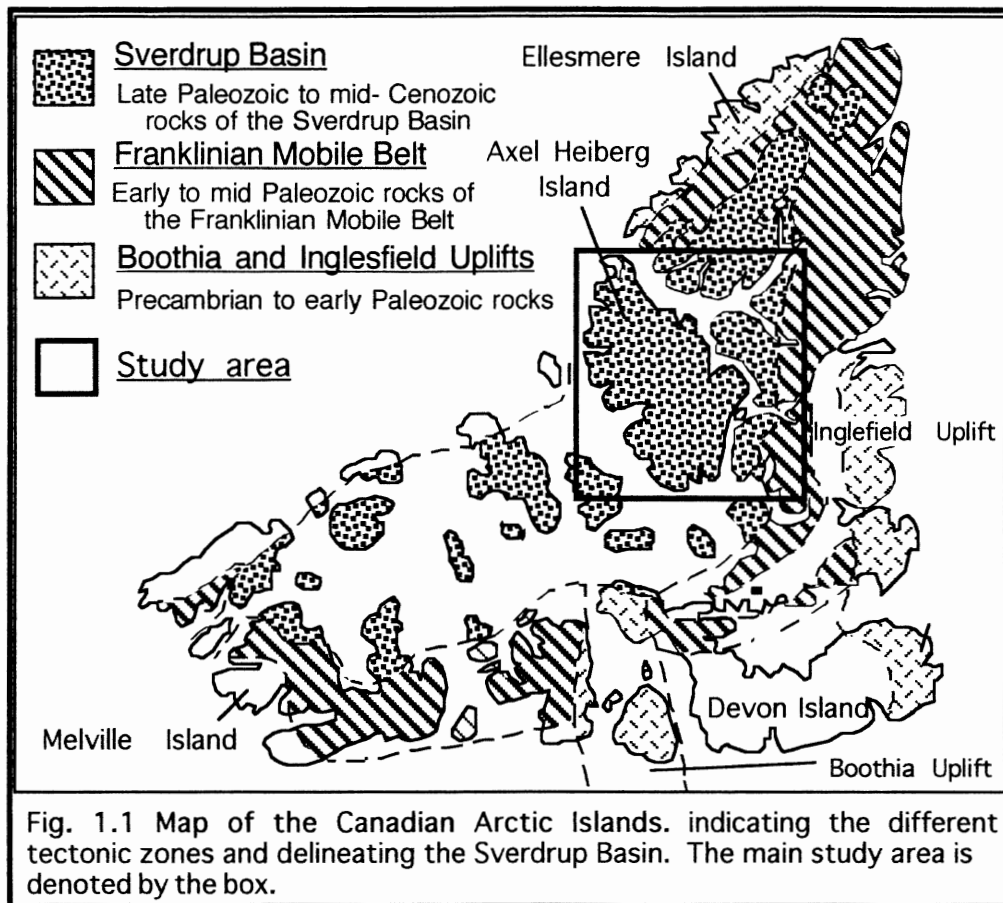 Sverdrup Basin
Late Paleozoic to mid- Cenozoic
rocks of the Sverdrup Basin
Franklinian Mobile Belt
Early to mid Paleozoic rocks of
the Franklinian Mobile Belt
Boothia and Inglesfield Uplifts
Precambrian to early Paleozoic rocks
Study area
Ellesmere Island
Axel Heiberg
Island
Inglefield Uplift
Melville Island
Devon Island
Boothia Uplift
Fig. 1.1 Map of the Canadian Arctic Islands. indicating the different
tectonic zones and delineating the Sverdrup Basin. The main study area is
denoted by the box.